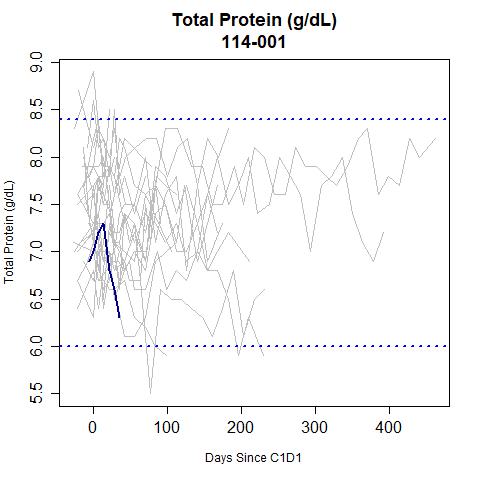 Total Protein (g/dL)
114-001
Total Protein (g/dL)
9.0
8.5
8.0
7.5
7.0
6.5
6.0
5.5
0 100 200 300 400
Days Since C1D1